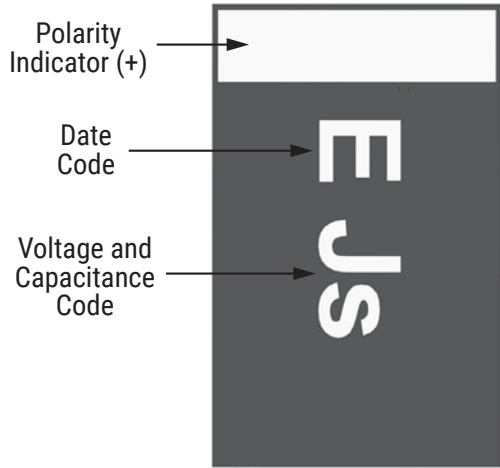 Polarity
Indicator (+)
Date
Code
E
Voltage and
Capacitance
Code
JS